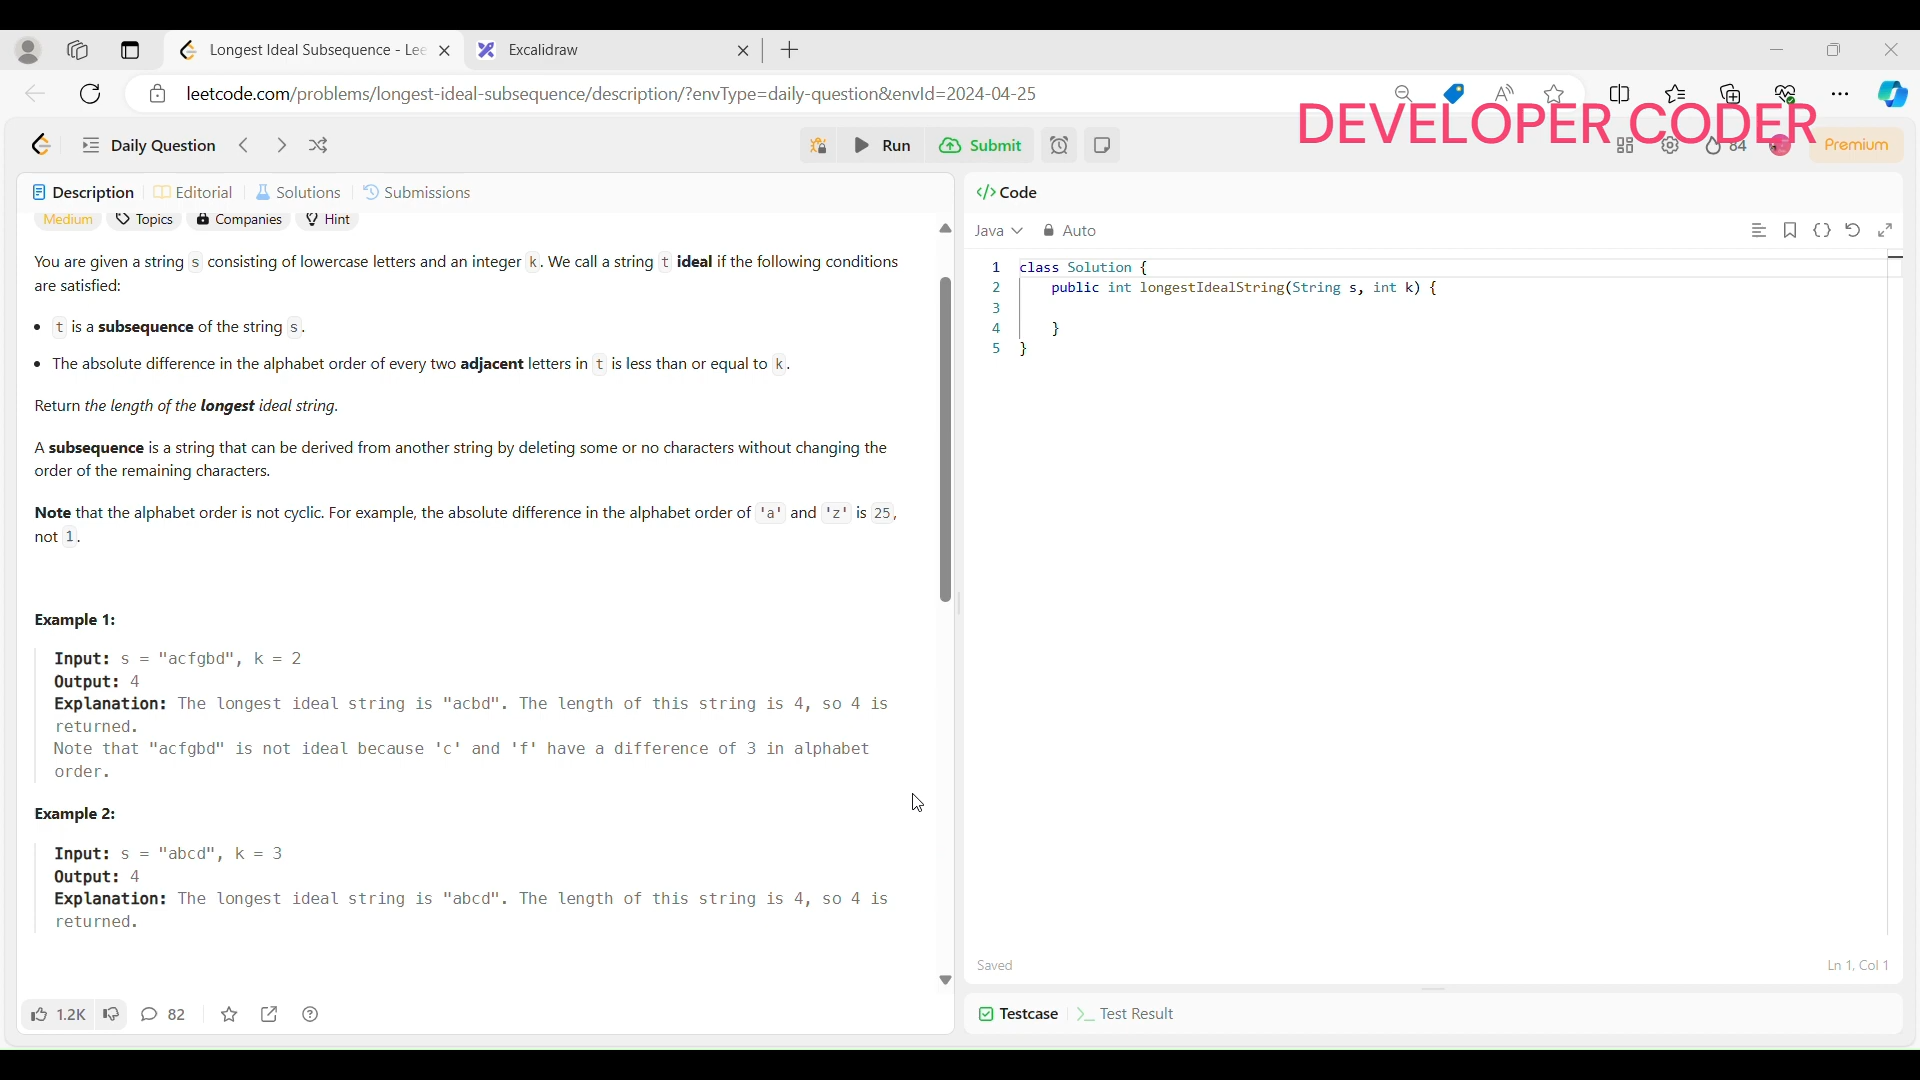 Longest Ideal Subsequence - Lee
Excalidraw
leetcode.com/problems/longest-ideal-subsequence/description/?envType=daily-question&envId=2024-04-25
DEVELOPER CODER
Daily Question
Run
Submit
84
Premium
Description
Editorial
Solutions
Submissions
Medium
Topics
Companies
Hint
You are given a string s consisting of lowercase letters and an integer k. We call a string t ideal if the following conditions
are satisfied:
• t is a subsequence of the string s.
• The absolute difference in the alphabet order of every two adjacent letters in t is less than or equal to k.
Return the length of the longest ideal string.
A subsequence is a string that can be derived from another string by deleting some or no characters without changing the
order of the remaining characters.
Note that the alphabet order is not cyclic. For example, the absolute difference in the alphabet order of 'a' and 'z' is 25,
not 1.
Example 1:
Input: s = "acfgbd", k = 2
Output: 4
Explanation: The longest ideal string is "acbd". The length of this string is 4, so 4 is
returned.
Note that "acfgbd" is not ideal because 'c' and 'f' have a difference of 3 in alphabet
order.
Example 2:
Input: s = "abcd", k = 3
Output: 4
Explanation: The longest ideal string is "abcd". The length of this string is 4, so 4 is
returned.
1.2K
82
</> Code
Java
Auto
1 class Solution {
2 public int longestIdealString(String s, int k) {
3
4 }
5 }
Saved
Ln 1, Col 1
Testcase
Test Result